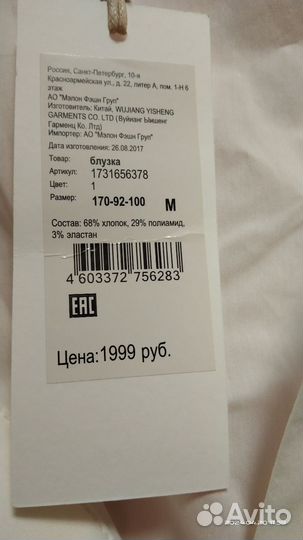 Россия, Санкт-Петербург, 10-я
Красноармейская ул., д. 22, литер А, пом. 1-Н 6
этаж
АО "Мэлон Фэшн Груп"
Изготовитель: Китай, WUJIANG YISHENG
GARMENTS CO. LTD (Вуйианг Ыишенг
Гарменц Ко. Лтд)
Импортер: АО "Мэлон Фэшн Груп"
Дата изготовления: 26.08.2017
Товар: блузка
Артикул: 1731656378
Цвет: 1
Размер: 170-92-100 M
Состав: 68% хлопок, 29% полиамид,
3% эластан
4 603372 756283
EAC
Цена:1999 руб.
Avito